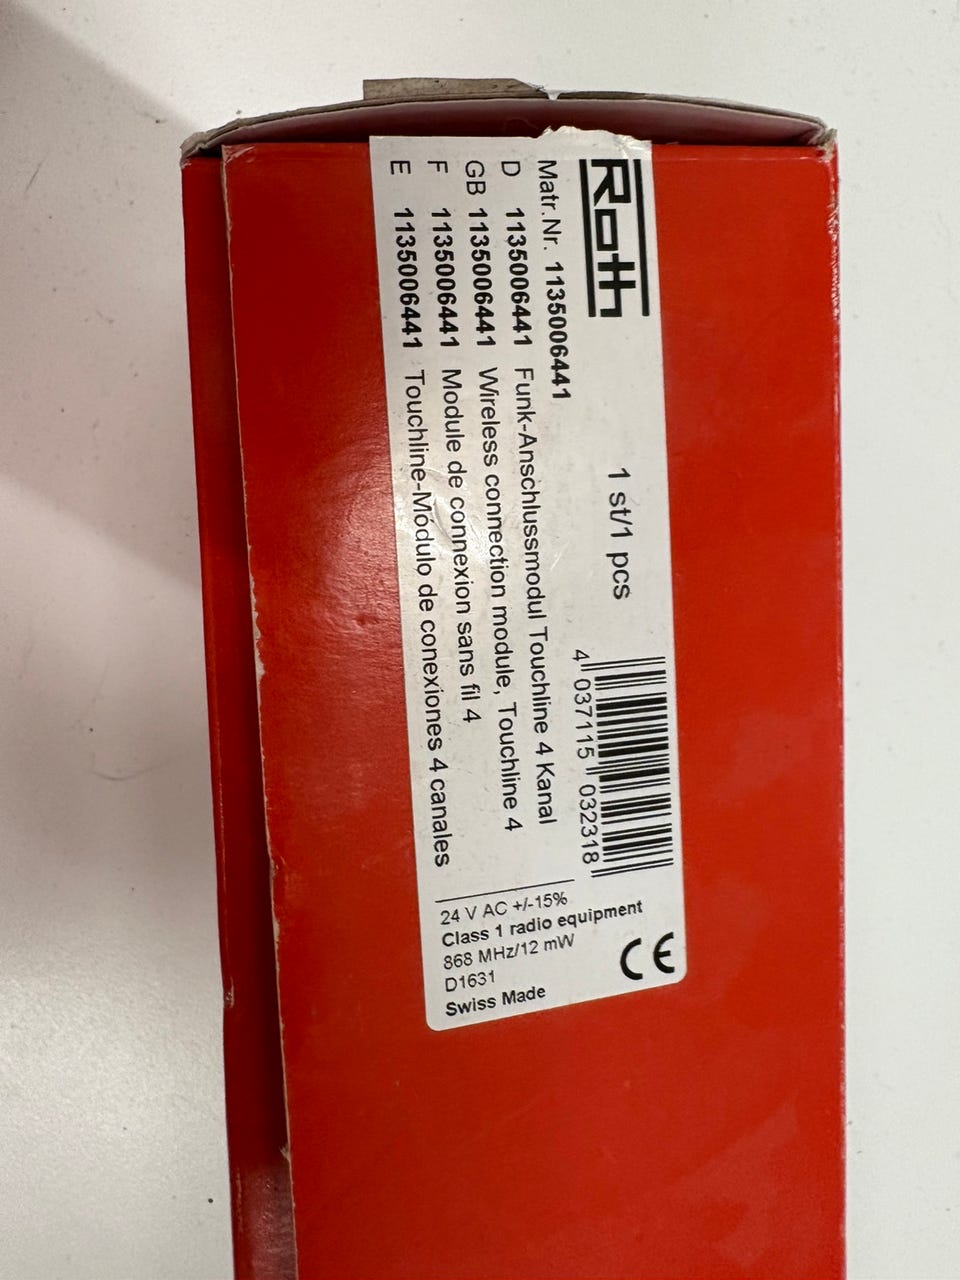 Roth
1 st/1 pcs
4 037115 032318
Matr.Nr. 1135006441
D 1135006441 Funk-Anschlussmodul Touchline 4 Kanal
GB 1135006441 Wireless connection module, Touchline 4
F 1135006441 Module de connexion sans fil 4
E 1135006441 Touchline-Módulo de conexiones 4 canales
24 V AC +/-15%
Class 1 radio equipment
868 MHz/12 mW
D1631
Swiss Made
CE